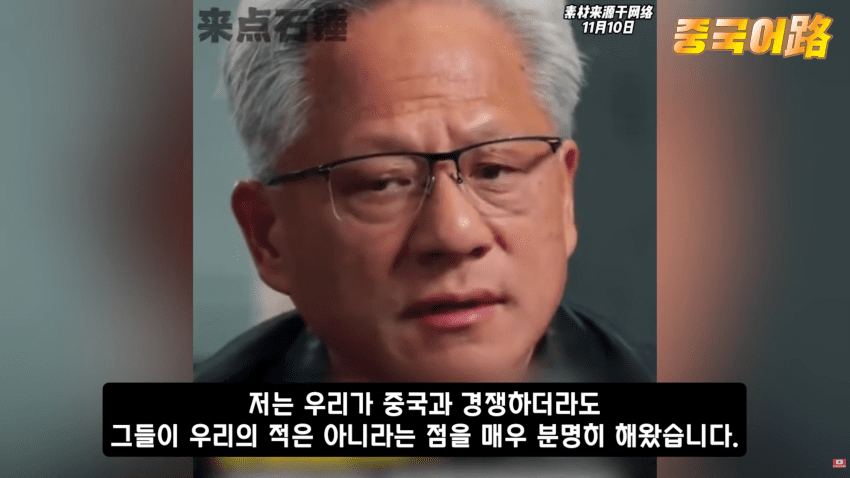 来点石锤
素材来源于网络
11月10日
중국어路
저는 우리가 중국과 경쟁하더라도
그들이 우리의 적은 아니라는 점을 매우 분명히 해왔습니다.